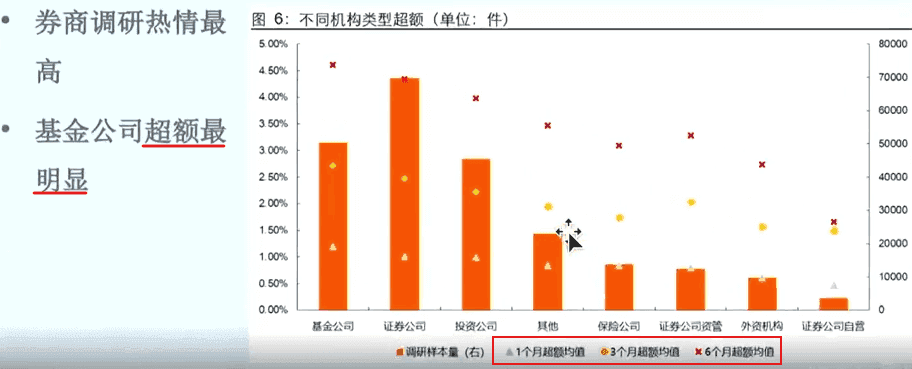 • 券商调研热情最
高
• 基金公司超额最
明显
图 6：不同机构类型超额（单位：件）
5.00% 80000
4.50% 70000
4.00% 60000
3.50%
3.00% 50000
2.50% 40000
2.00% 30000
1.50% 20000
1.00%
0.50% 10000
0.00% 0
基金公司 证券公司 投资公司 其他 保险公司 证券公司资管 外资机构 证券公司自营
调研样本量（右） 1个月超额均值 3个月超额均值 6个月超额均值